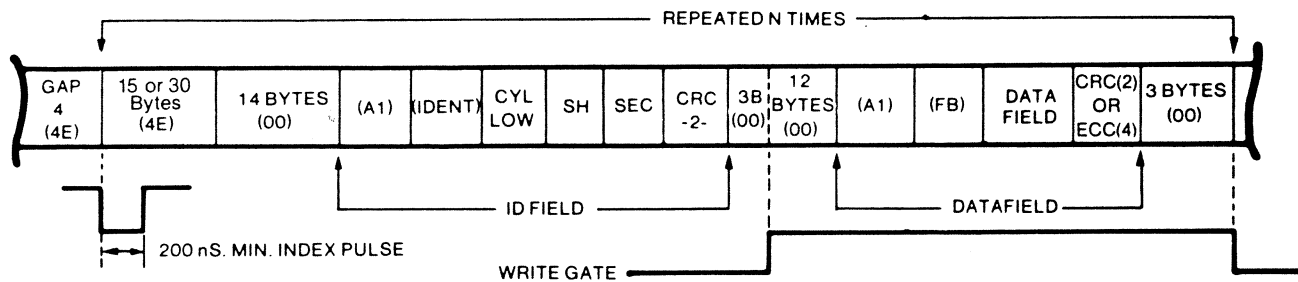 REPEATED N TIMES
GAP
4
(4E)
15 or 30
Bytes
(4E)
14 BYTES
(00)
(A1)
(IDENT)
CYL
LOW
SH
SEC
CRC
-2-
3B
(00)
12
BYTES
(00)
(A1)
(FB)
DATA
FIELD
CRC(2)
OR
ECC(4)
3 BYTES
(00)
ID FIELD
DATAFIELD
200 nS. MIN. INDEX PULSE
WRITE GATE